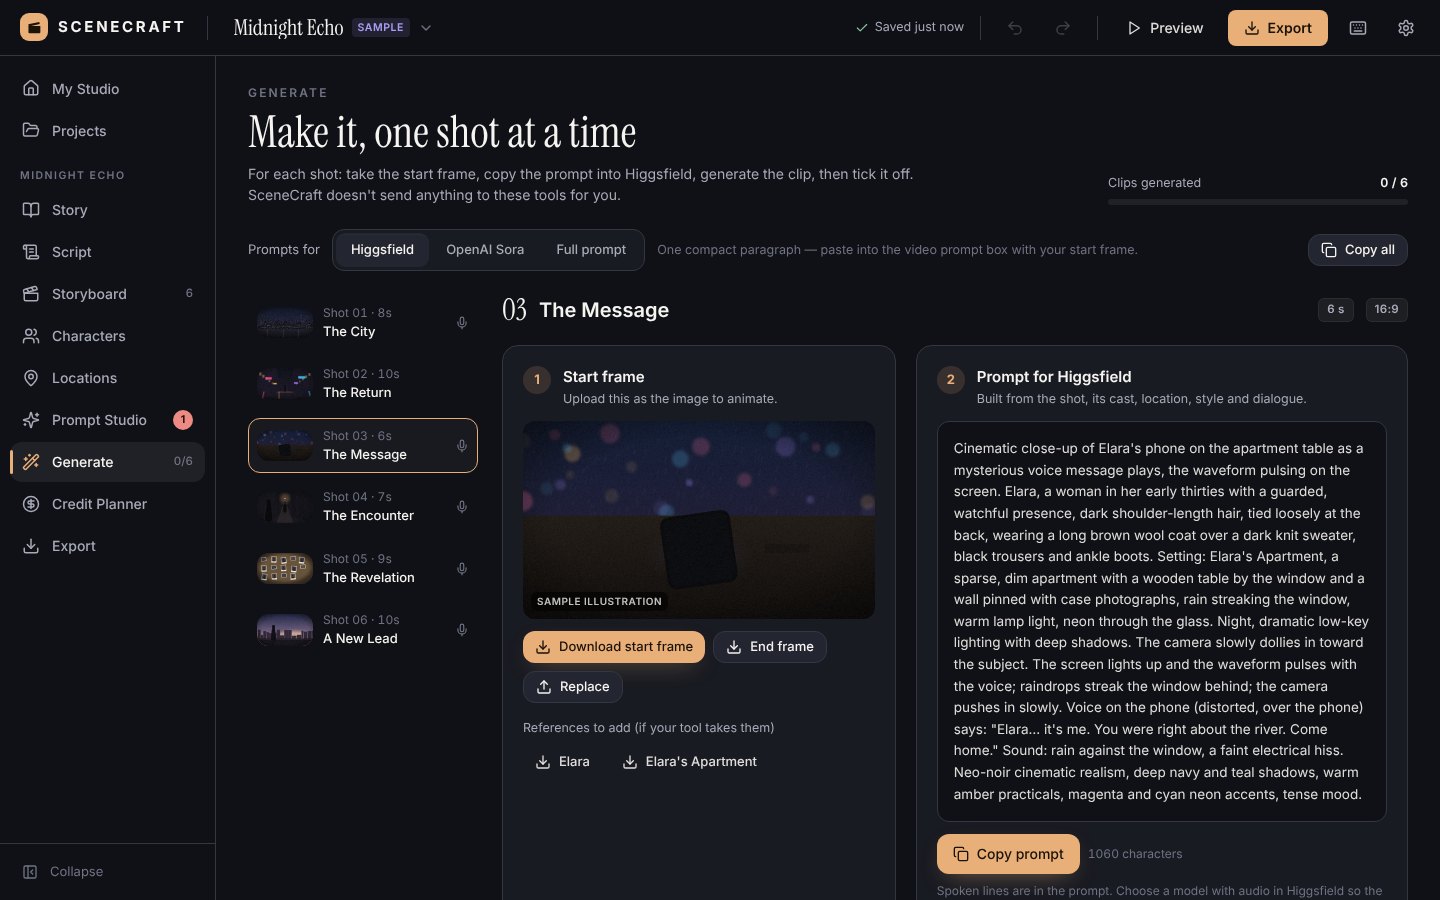 SCENECRAFT
Midnight Echo SAMPLE
Saved just now
Preview
Export
My Studio
Projects
MIDNIGHT ECHO
Story
Script
Storyboard 6
Characters
Locations
Prompt Studio 1
Generate 0/6
Credit Planner
Export
Collapse
GENERATE
Make it, one shot at a time
For each shot: take the start frame, copy the prompt into Higgsfield, generate the clip, then tick it off.
SceneCraft doesn't send anything to these tools for you.
Clips generated 0 / 6
Prompts for Higgsfield OpenAI Sora Full prompt One compact paragraph — paste into the video prompt box with your start frame.
Copy all
Shot 01 · 8s
The City
Shot 02 · 10s
The Return
Shot 03 · 6s
The Message
Shot 04 · 7s
The Encounter
Shot 05 · 9s
The Revelation
Shot 06 · 10s
A New Lead
03 The Message
6 s 16:9
1 Start frame
Upload this as the image to animate.
SAMPLE ILLUSTRATION
Download start frame End frame
Replace
References to add (if your tool takes them)
Elara Elara's Apartment
2 Prompt for Higgsfield
Built from the shot, its cast, location, style and dialogue.
Cinematic close-up of Elara's phone on the apartment table as a
mysterious voice message plays, the waveform pulsing on the
screen. Elara, a woman in her early thirties with a guarded,
watchful presence, dark shoulder-length hair, tied loosely at the
back, wearing a long brown wool coat over a dark knit sweater,
black trousers and ankle boots. Setting: Elara's Apartment, a
sparse, dim apartment with a wooden table by the window and a
wall pinned with case photographs, rain streaking the window,
warm lamp light, neon through the glass. Night, dramatic low-key
lighting with deep shadows. The camera slowly dollies in toward
the subject. The screen lights up and the waveform pulses with
the voice; raindrops streak the window behind; the camera
pushes in slowly. Voice on the phone (distorted, over the phone)
says: "Elara... it's me. You were right about the river. Come
home." Sound: rain against the window, a faint electrical hiss.
Neo-noir cinematic realism, deep navy and teal shadows, warm
amber practicals, magenta and cyan neon accents, tense mood.
Copy prompt 1060 characters
Spoken lines are in the prompt. Choose a model with audio in Higgsfield so the